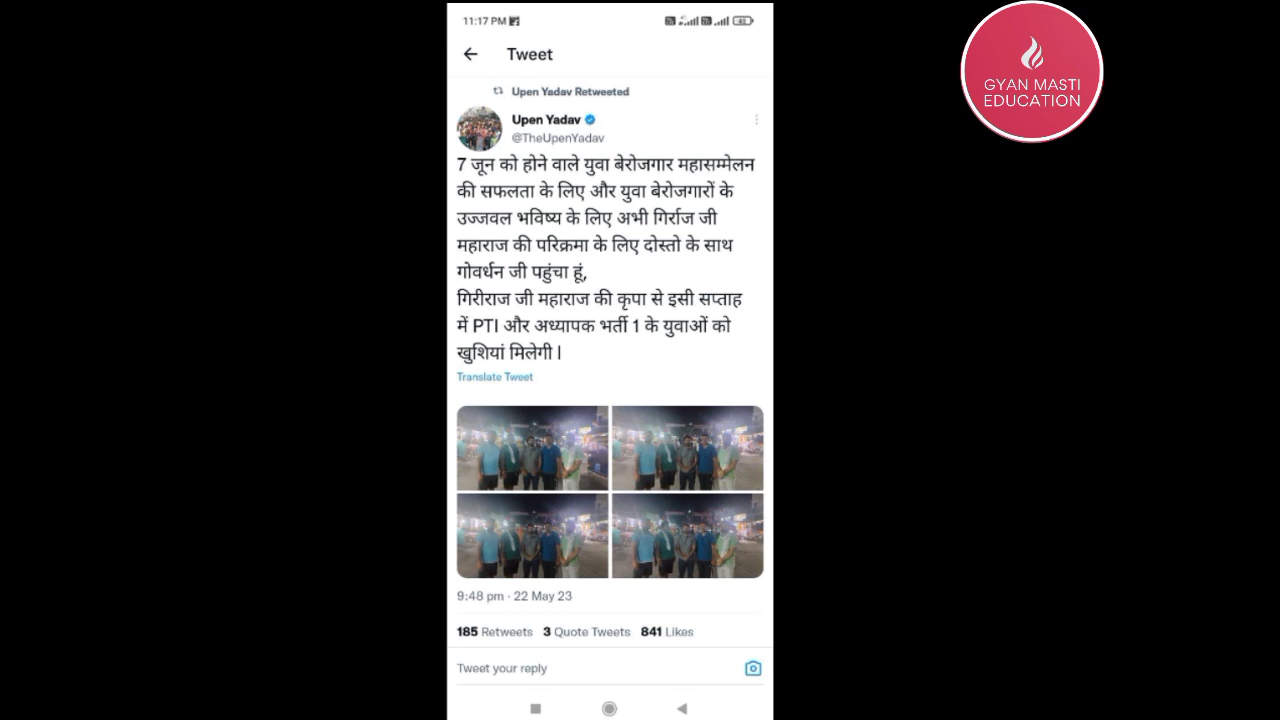 11:17 PM
Tweet
Upen Yadav Retweeted
Upen Yadav
@TheUpenYadav
7 जून को होने वाले युवा बेरोजगार महासम्मेलन
की सफलता के लिए और युवा बेरोजगारों के
उज्जवल भविष्य के लिए अभी गिर्राज जी
महाराज की परिक्रमा के लिए दोस्तो के साथ
गोवर्धन जी पहुंचा हूं,
गिरीराज जी महाराज की कृपा से इसी सप्ताह
में PTI और अध्यापक भर्ती 1 के युवाओं को
खुशियां मिलेगी l
Translate Tweet
9:48 pm · 22 May 23
185 Retweets 3 Quote Tweets 841 Likes
Tweet your reply
GYAN MASTI
EDUCATION